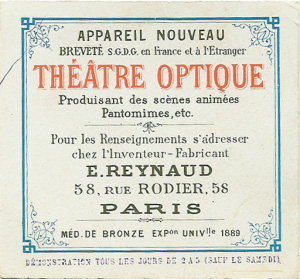 APPAREIL NOUVEAU
BREVETÉ S.G.D.G. en France et à l'Etranger
THÉÂTRE OPTIQUE
Produisant des scènes animées
Pantomimes, etc.
Pour les Renseignements s'adresser
chez l'Inventeur-Fabricant
E. REYNAUD
58, RUE RODIER, 58
PARIS
MÉD. DE BRONZE EXPon UNIVlle 1889
DÉMONSTRATION TOUS LES JOURS DE 2 A 5 (SAUF LE SAMEDI).